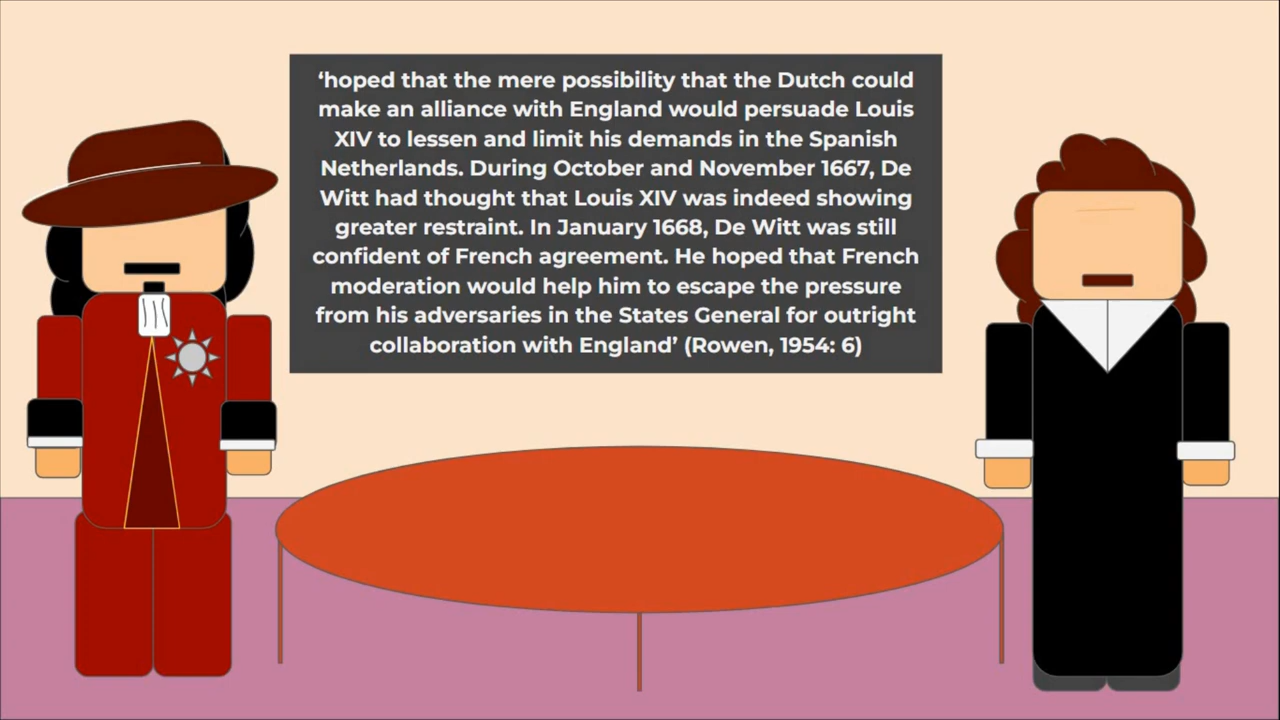 ‘hoped that the mere possibility that the Dutch could
make an alliance with England would persuade Louis
XIV to lessen and limit his demands in the Spanish
Netherlands. During October and November 1667, De
Witt had thought that Louis XIV was indeed showing
greater restraint. In January 1668, De Witt was still
confident of French agreement. He hoped that French
moderation would help him to escape the pressure
from his adversaries in the States General for outright
collaboration with England’ (Rowen, 1954: 6)